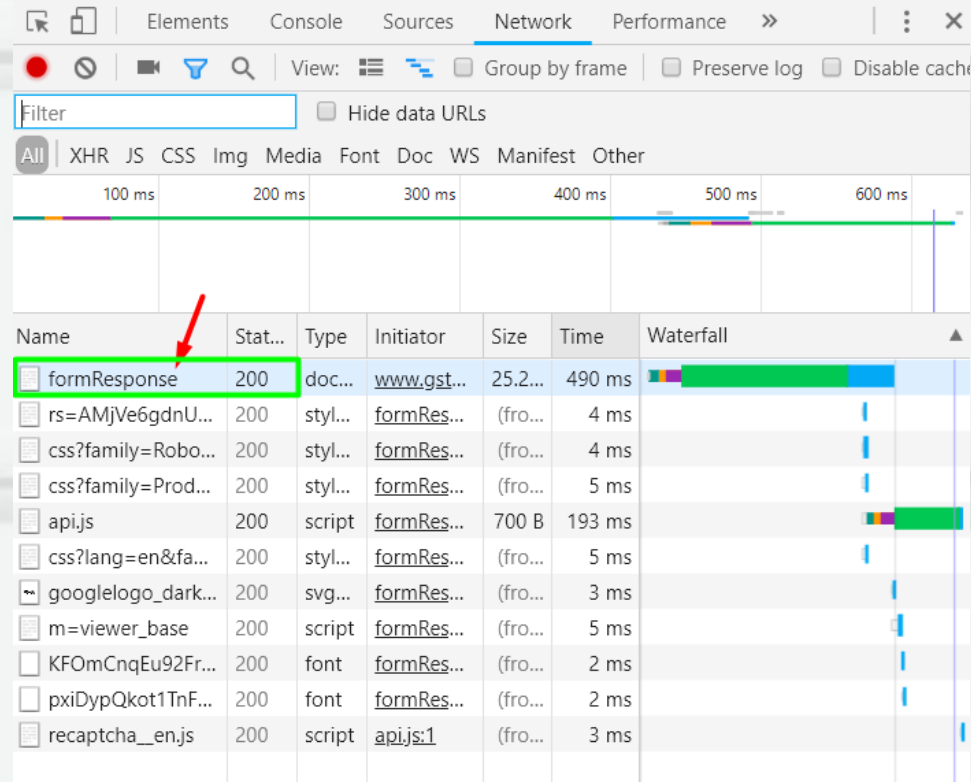 Elements Console Sources Network Performance »
View: Group by frame Preserve log Disable cache
Filter Hide data URLs
All XHR JS CSS Img Media Font Doc WS Manifest Other
100 ms 200 ms 300 ms 400 ms 500 ms 600 ms
Name Stat... Type Initiator Size Time Waterfall
formResponse 200 doc... www.gst... 25.2... 490 ms
rs=AMjVe6gdnU... 200 styl... formRes... (fro... 4 ms
css?family=Robo... 200 styl... formRes... (fro... 4 ms
css?family=Prod... 200 styl... formRes... (fro... 5 ms
api.js 200 script formRes... 700 B 193 ms
css?lang=en&fa... 200 styl... formRes... (fro... 5 ms
googlelogo_dark... 200 svg... formRes... (fro... 3 ms
m=viewer_base 200 script formRes... (fro... 5 ms
KFOmCnqEu92Fr... 200 font formRes... (fro... 2 ms
pxiDypQkot1TnF... 200 font formRes... (fro... 2 ms
recaptcha__en.js 200 script api.js:1 (fro... 3 ms